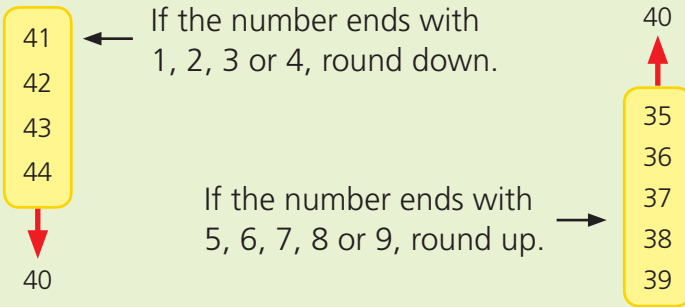 41
42
43
44
40
If the number ends with
1, 2, 3 or 4, round down.
If the number ends with
5, 6, 7, 8 or 9, round up.
40
35
36
37
38
39